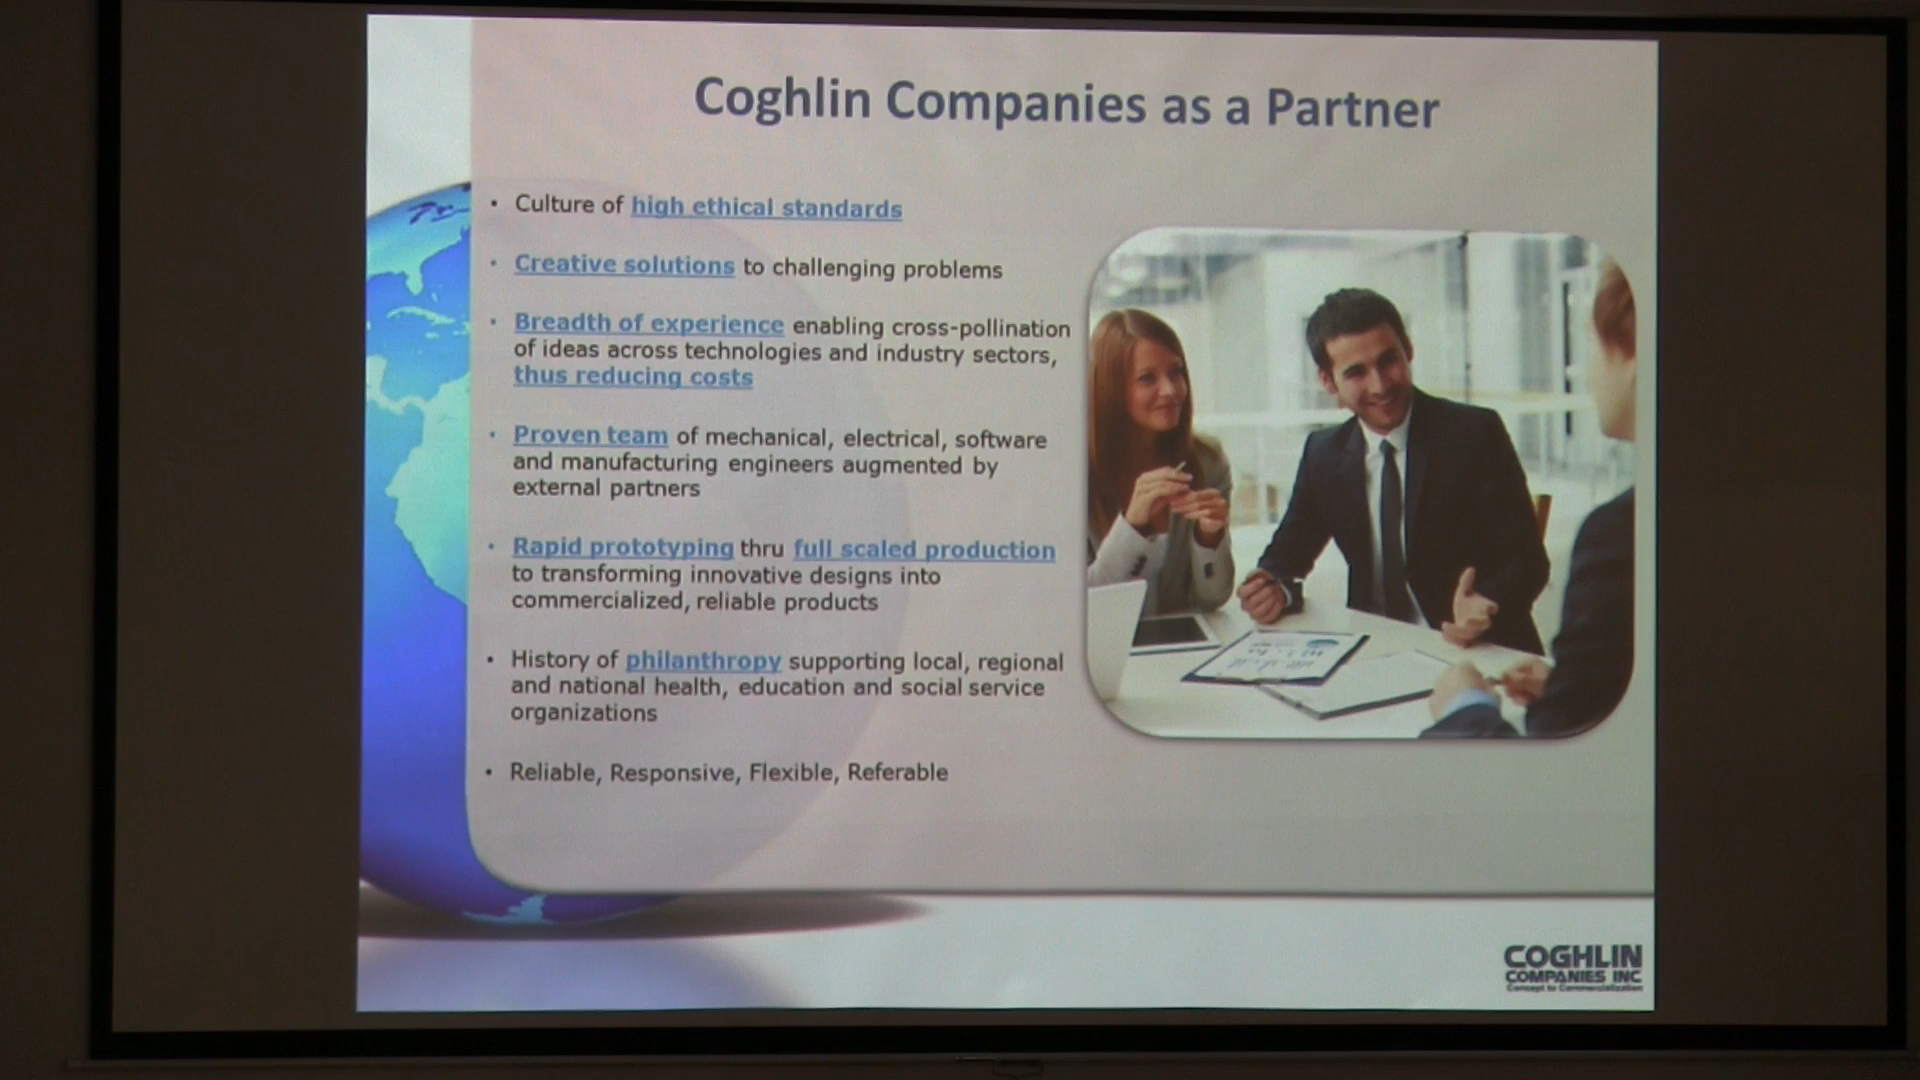 Coghlin Companies as a Partner
• Culture of high ethical standards
• Creative solutions to challenging problems
• Breadth of experience enabling cross-pollination
of ideas across technologies and industry sectors,
thus reducing costs
• Proven team of mechanical, electrical, software
and manufacturing engineers augmented by
external partners
• Rapid prototyping thru full scaled production
to transforming innovative designs into
commercialized, reliable products
• History of philanthropy supporting local, regional
and national health, education and social service
organizations
• Reliable, Responsive, Flexible, Referable
COGHLIN
COMPANIES INC
Concept to Commercialization